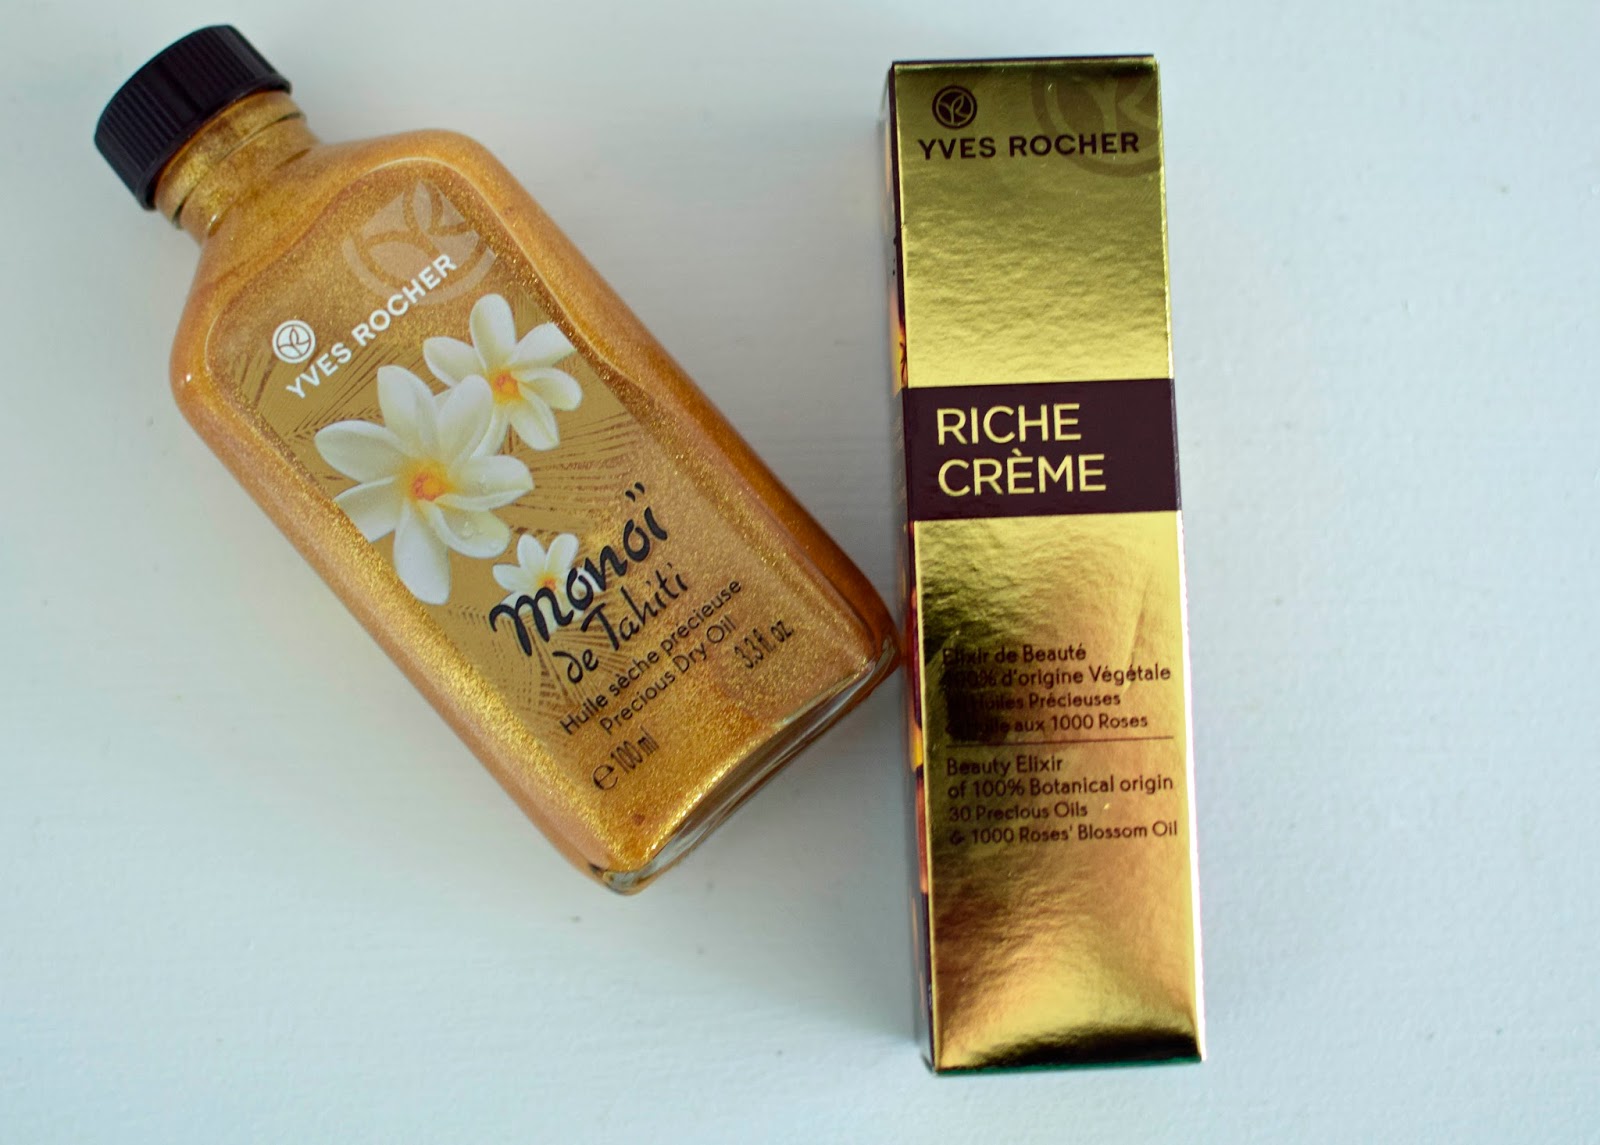 YVES ROCHER
Monoï
de Tahiti
Huile sèche précieuse
Precious Dry Oil
e 100 ml 3.3 fl. oz
YVES ROCHER
RICHE
CRÈME
Elixir de Beauté
100% d'origine Végétale
Huiles Précieuses
aux 1000 Roses
Beauty Elixir
of 100% Botanical origin
30 Precious Oils
& 1000 Roses' Blossom Oil